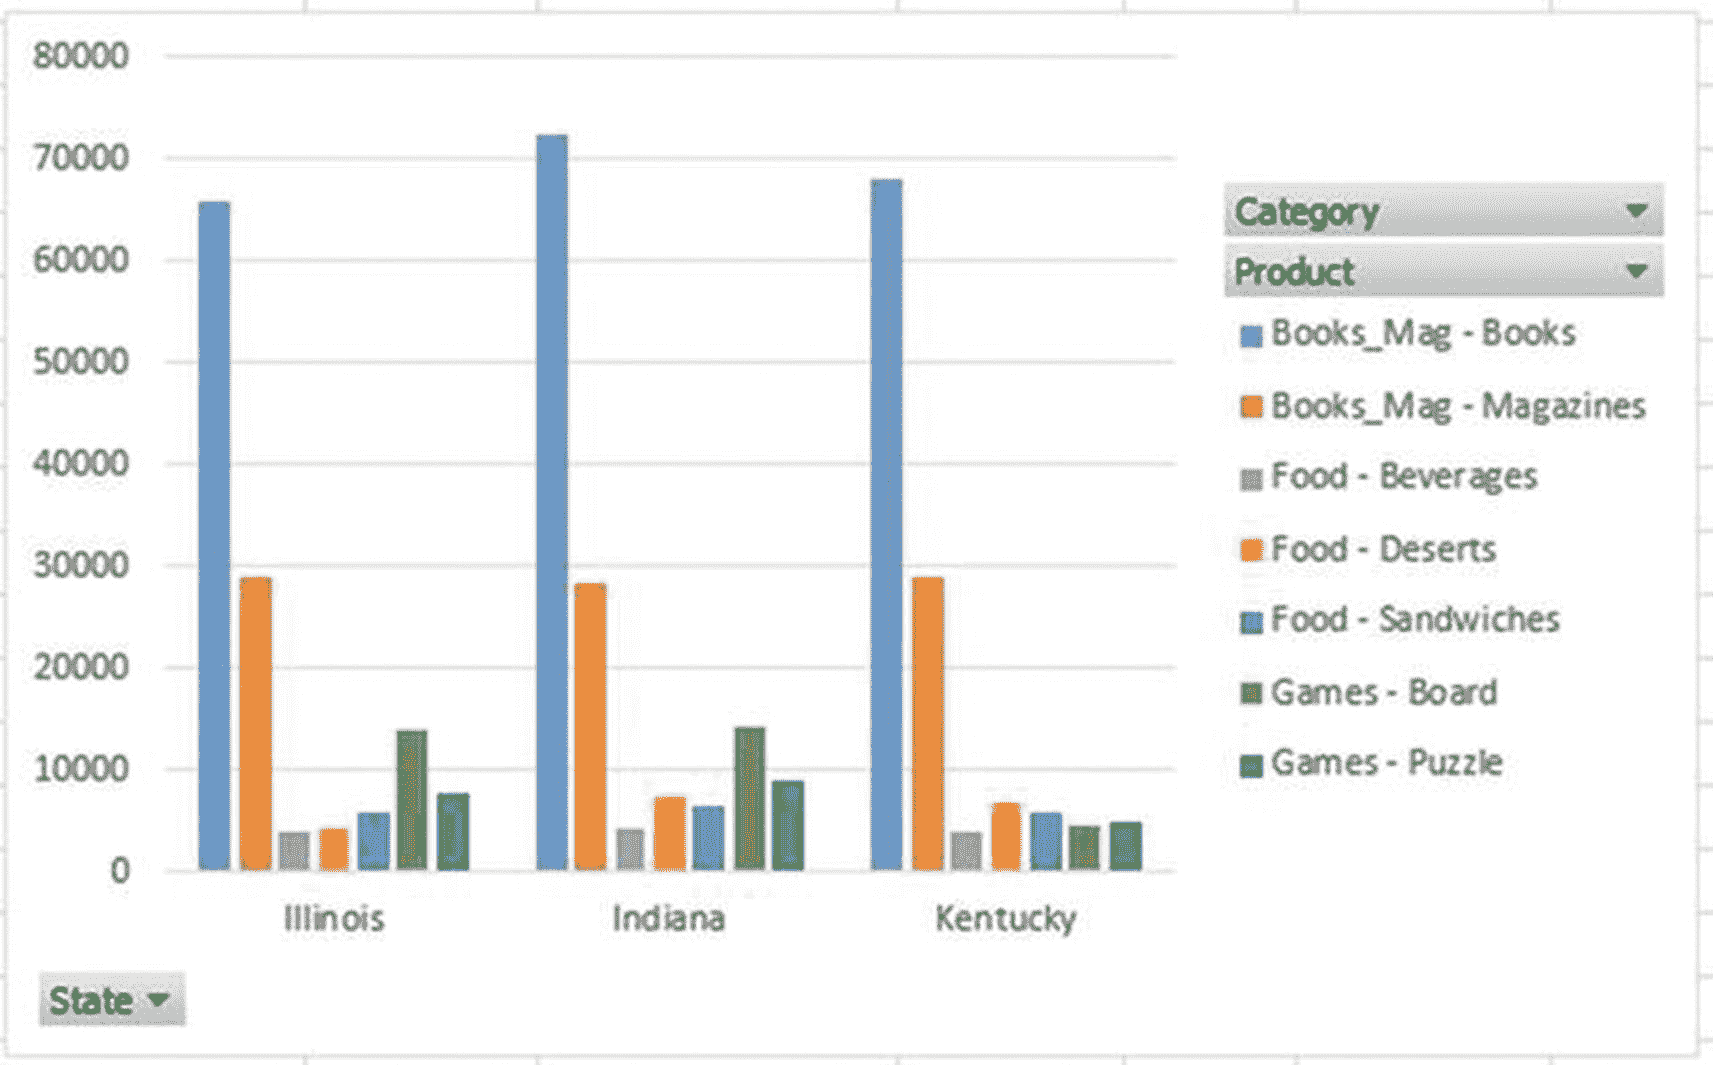 80000
70000
60000
50000
40000
30000
20000
10000
0
Illinois Indiana Kentucky
State
Category
Product
Books_Mag - Books
Books_Mag - Magazines
Food - Beverages
Food - Deserts
Food - Sandwiches
Games - Board
Games - Puzzle